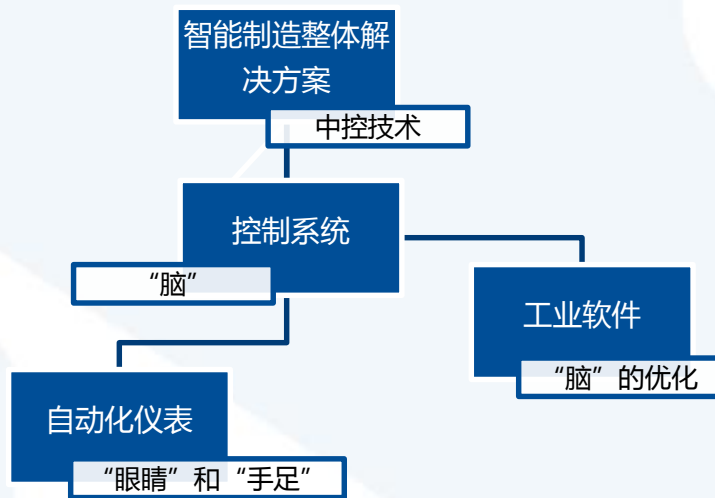 智能制造整体解
决方案
中控技术
控制系统
“脑”
工业软件
“脑”的优化
自动化仪表
“眼睛”和“手足”